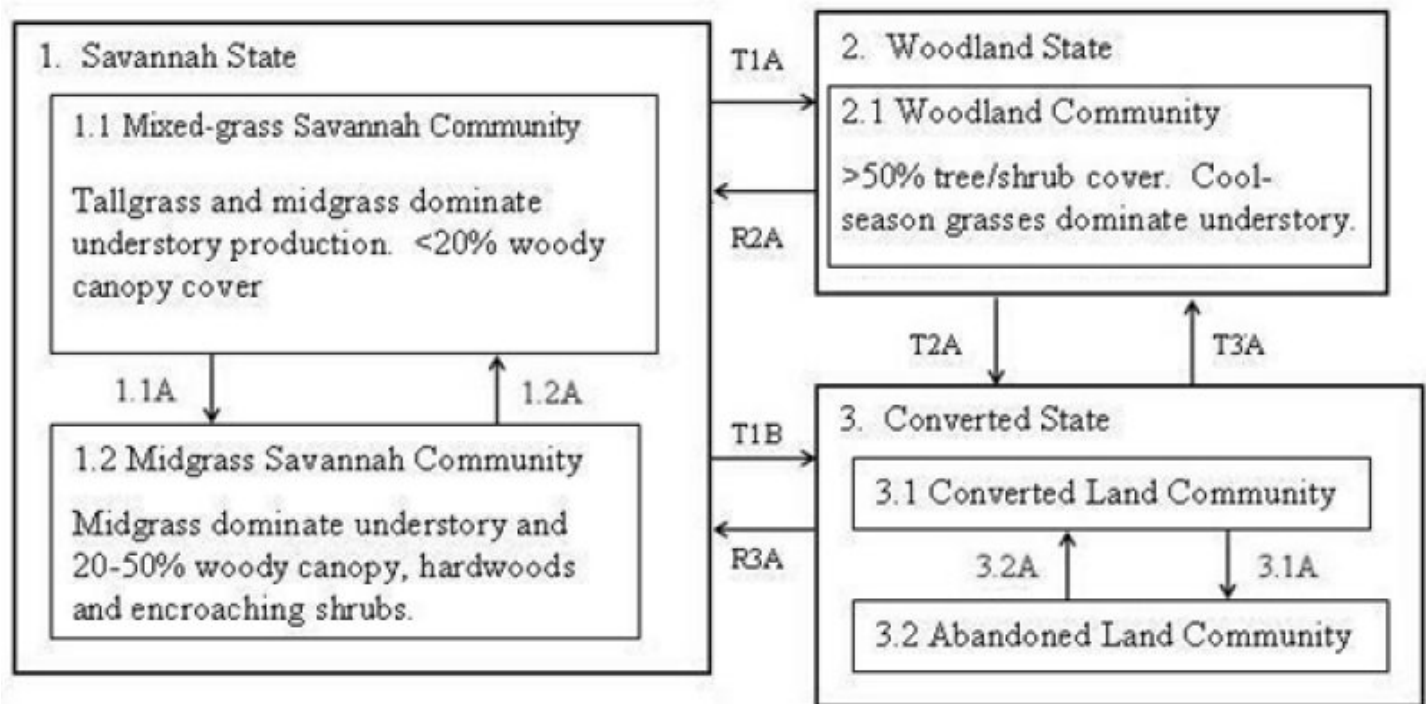 1. Savannah State
1.1 Mixed-grass Savannah Community
Tallgrass and midgrass dominate
understory production. <20% woody
canopy cover
1.1A
1.2A
1.2 Midgrass Savannah Community
Midgrass dominate understory and
20-50% woody canopy, hardwoods
and encroaching shrubs.
T1A
R2A
T1B
R3A
2. Woodland State
2.1 Woodland Community
>50% tree/shrub cover. Cool-
season grasses dominate understory.
T2A
T3A
3. Converted State
3.1 Converted Land Community
3.2A
3.1A
3.2 Abandoned Land Community